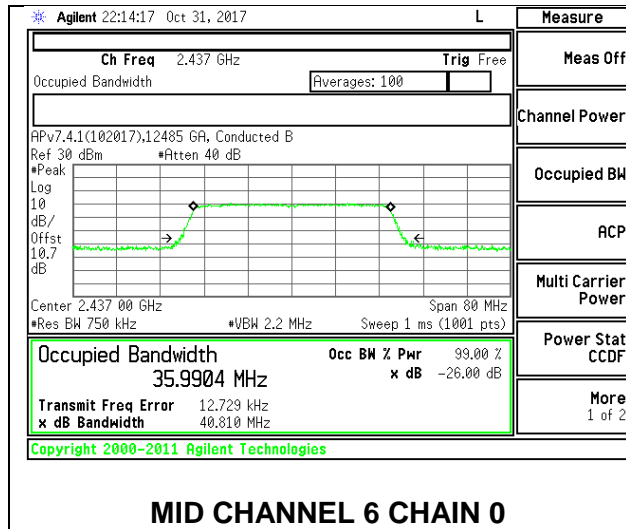 Agilent 22:14:17 Oct 31, 2017 L
Measure
Ch Freq 2.437 GHz Trig Free
Meas Off
Occupied Bandwidth Averages: 100
Channel Power
APv7.4.1(102017),12485 GA, Conducted B
Ref 30 dBm #Atten 40 dB
#Peak
Log
10
dB/
Offst
10.7
dB
Occupied BW
ACP
Center 2.437 00 GHz Span 80 MHz
#Res BW 750 kHz #VBW 2.2 MHz Sweep 1 ms (1001 pts)
Multi Carrier
Power
Occupied Bandwidth Occ BW % Pwr 99.00 %
35.9904 MHz x dB -26.00 dB
Power Stat
CCDF
Transmit Freq Error 12.729 kHz
x dB Bandwidth 40.810 MHz
More
1 of 2
Copyright 2000-2011 Agilent Technologies
MID CHANNEL 6 CHAIN 0